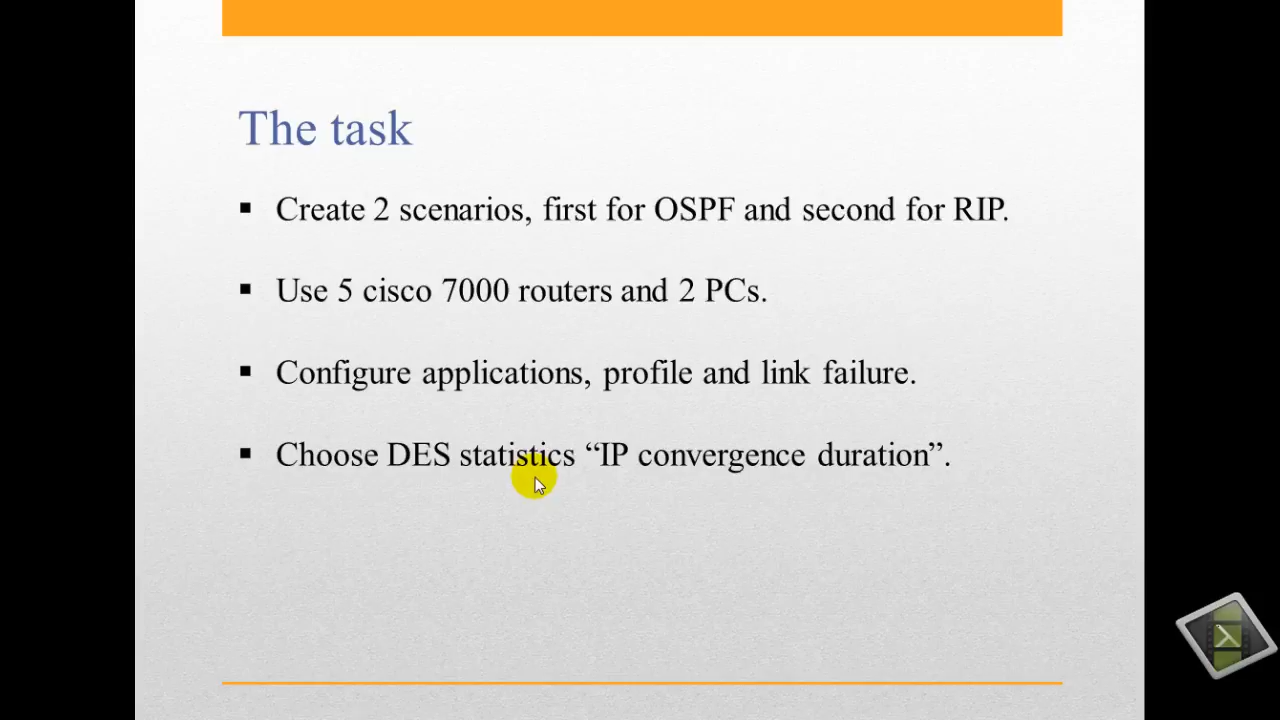 The task
▪ Create 2 scenarios, first for OSPF and second for RIP.
▪ Use 5 cisco 7000 routers and 2 PCs.
▪ Configure applications, profile and link failure.
▪ Choose DES statistics “IP convergence duration”.